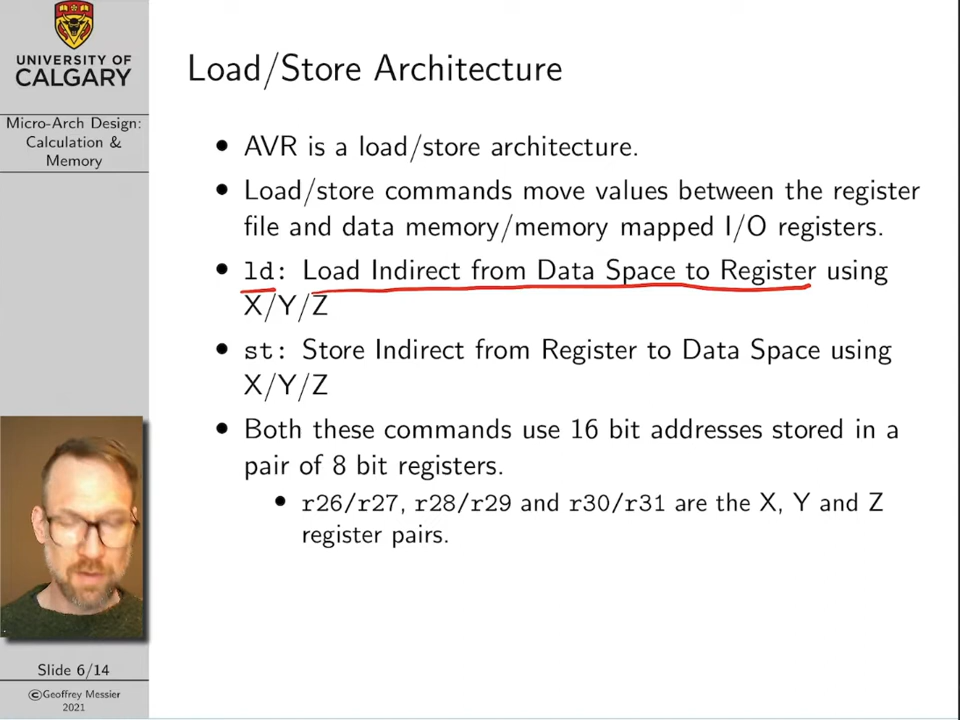 UNIVERSITY OF
CALGARY
Micro-Arch Design:
Calculation &
Memory
Load/Store Architecture
• AVR is a load/store architecture.
• Load/store commands move values between the register
file and data memory/memory mapped I/O registers.
• ld: Load Indirect from Data Space to Register using
X/Y/Z
• st: Store Indirect from Register to Data Space using
X/Y/Z
• Both these commands use 16 bit addresses stored in a
pair of 8 bit registers.
• r26/r27, r28/r29 and r30/r31 are the X, Y and Z
register pairs.
Slide 6/14
©Geoffrey Messier
2021